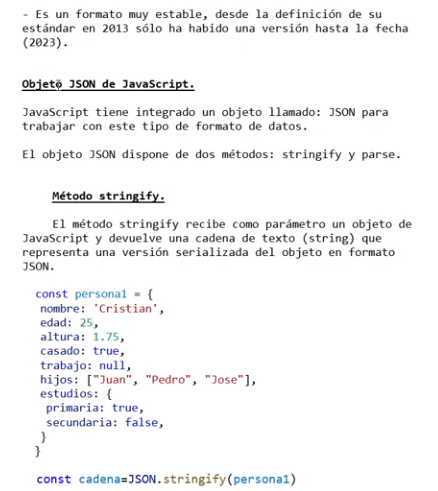 - Es un formato muy estable, desde la definición de su
estándar en 2013 sólo ha habido una versión hasta la fecha
(2023).
Objeto JSON de JavaScript.
JavaScript tiene integrado un objeto llamado: JSON para
trabajar con este tipo de formato de datos.
El objeto JSON dispone de dos métodos: stringify y parse.
Método stringify.
El método stringify recibe como parámetro un objeto de
JavaScript y devuelve una cadena de texto (string) que
representa una versión serializada del objeto en formato
JSON.
const persona1 = {
nombre: 'Cristian',
edad: 25,
altura: 1.75,
casado: true,
trabajo: null,
hijos: ["Juan", "Pedro", "Jose"],
estudios: {
primaria: true,
secundaria: false,
}
}
const cadena=JSON.stringify(persona1)